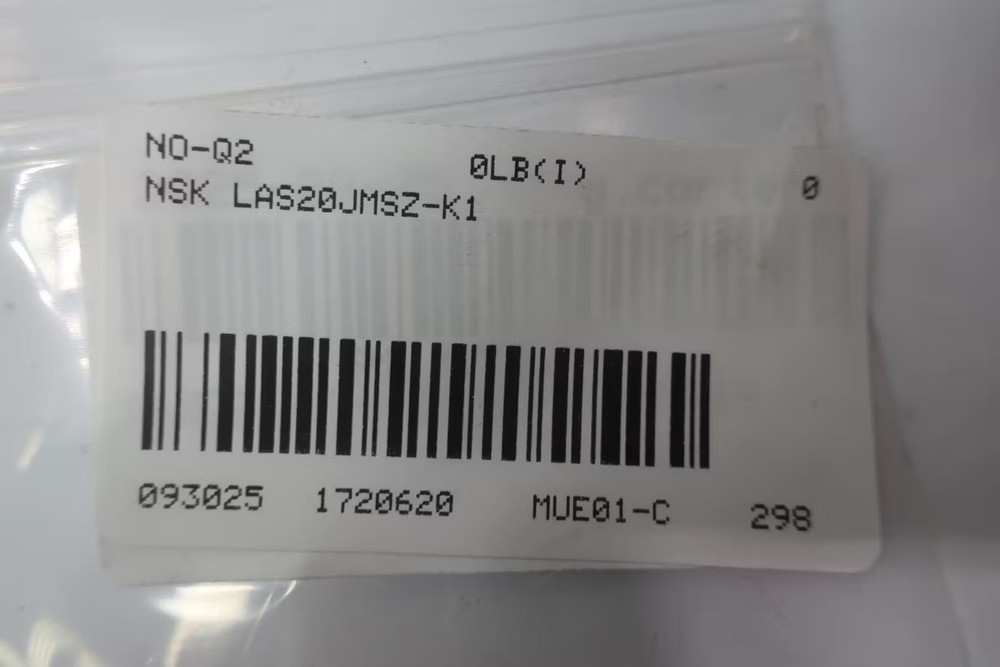 NO-Q2 0LB(I) 0
NSK LAS20JMSZ-K1
093025 1720620 MUE01-C 298